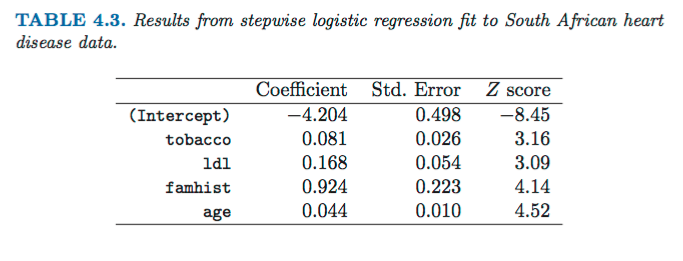 TABLE 4.3. Results from stepwise logistic regression fit to South African heart
disease data.
Coefficient Std. Error Z score
(Intercept) −4.204 0.498 −8.45
tobacco 0.081 0.026 3.16
ldl 0.168 0.054 3.09
famhist 0.924 0.223 4.14
age 0.044 0.010 4.52